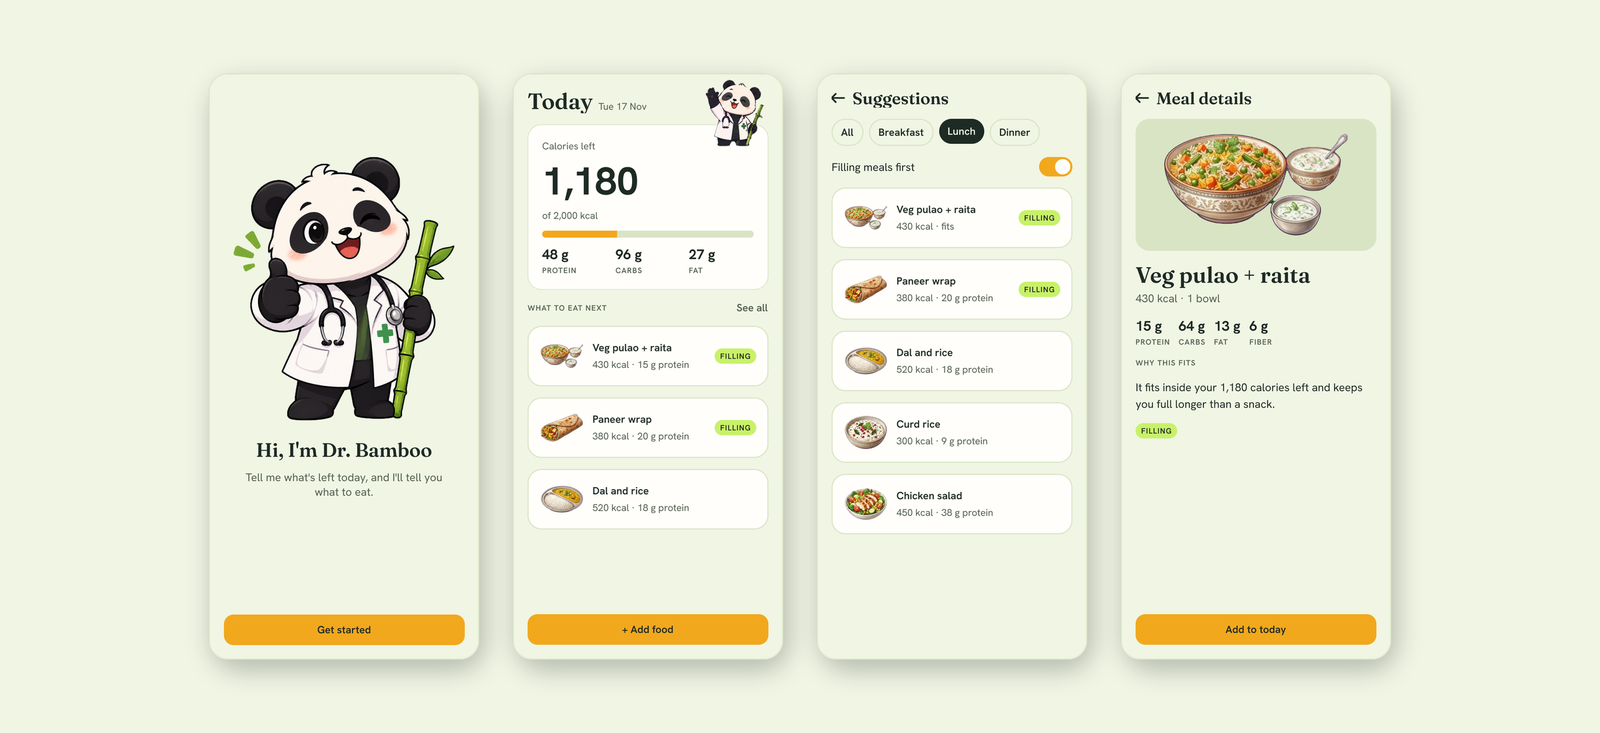 Hi, I'm Dr. Bamboo
Tell me what's left today, and I'll tell you
what to eat.
Get started
Today Tue 17 Nov
Calories left
1,180
of 2,000 kcal
48 g 96 g 27 g
PROTEIN CARBS FAT
WHAT TO EAT NEXT See all
Veg pulao + raita
430 kcal · 15 g protein
FILLING
Paneer wrap
380 kcal · 20 g protein
FILLING
Dal and rice
520 kcal · 18 g protein
+ Add food
← Suggestions
All Breakfast Lunch Dinner
Filling meals first
Veg pulao + raita
430 kcal · fits
FILLING
Paneer wrap
380 kcal · 20 g protein
FILLING
Dal and rice
520 kcal · 18 g protein
Curd rice
300 kcal · 9 g protein
Chicken salad
450 kcal · 38 g protein
← Meal details
Veg pulao + raita
430 kcal · 1 bowl
15 g 64 g 13 g 6 g
PROTEIN CARBS FAT FIBER
WHY THIS FITS
It fits inside your 1,180 calories left and keeps
you full longer than a snack.
FILLING
Add to today